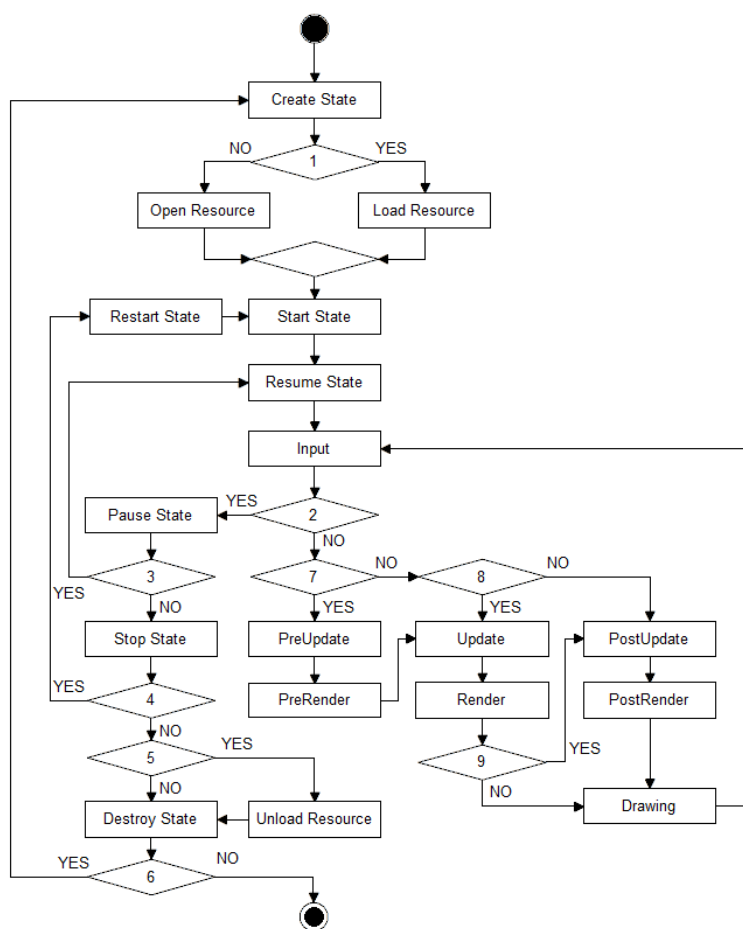 Create State
NO
YES
1
Open Resource
Load Resource
Restart State
Start State
Resume State
Input
YES
Pause State
2
NO
NO
NO
3
7
8
YES
NO
YES
YES
Stop State
PreUpdate
Update
PostUpdate
YES
4
PreRender
Render
PostRender
NO
YES
5
9
YES
NO
NO
Destroy State
Unload Resource
Drawing
YES
NO
6